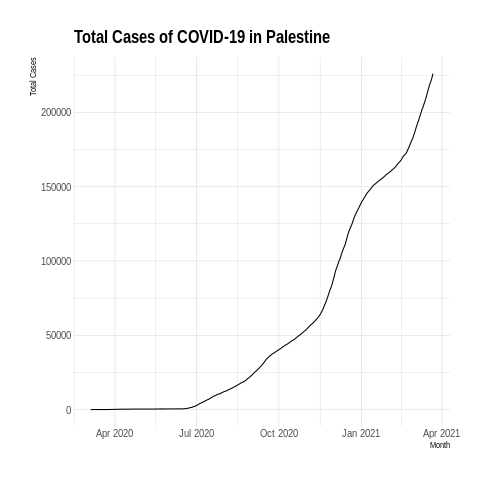 Total Cases of COVID-19 in Palestine
Total Cases
200000
150000
100000
50000
0
Apr 2020
Jul 2020
Oct 2020
Jan 2021
Apr 2021
Month